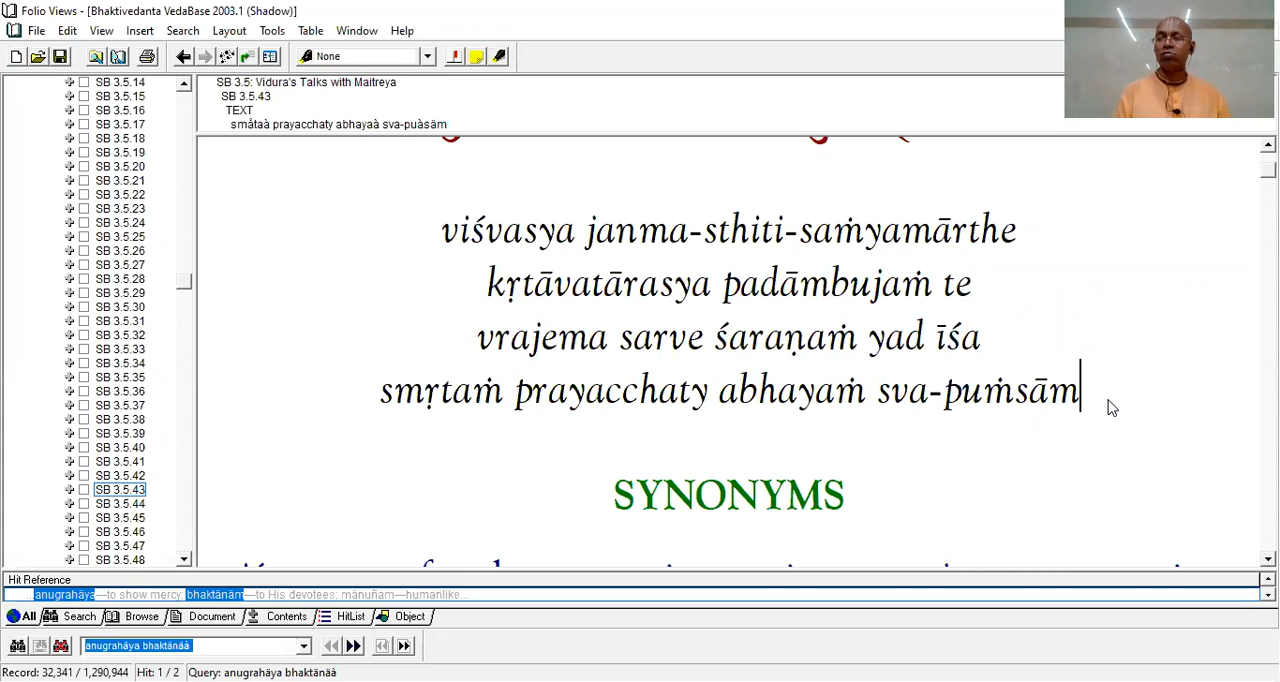 Folio Views - [Bhaktivedanta VedaBase 2003.1 (Shadow)]
File Edit View Insert Search Layout Tools Table Window Help
None
SB 3.5.14
SB 3.5.15
SB 3.5.16
SB 3.5.17
SB 3.5.18
SB 3.5.19
SB 3.5.20
SB 3.5.21
SB 3.5.22
SB 3.5.23
SB 3.5.24
SB 3.5.25
SB 3.5.26
SB 3.5.27
SB 3.5.28
SB 3.5.29
SB 3.5.30
SB 3.5.31
SB 3.5.32
SB 3.5.33
SB 3.5.34
SB 3.5.35
SB 3.5.36
SB 3.5.37
SB 3.5.38
SB 3.5.39
SB 3.5.40
SB 3.5.41
SB 3.5.42
SB 3.5.43
SB 3.5.44
SB 3.5.45
SB 3.5.46
SB 3.5.47
SB 3.5.48
SB 3.5: Vidura's Talks with Maitreya
SB 3.5.43
TEXT
småtaà prayacchaty abhayaà sva-puàsäm
viśvasya janma-sthiti-saṁyamārthe
kṛtāvatārasya padāmbujaṁ te
vrajema sarve śaraṇaṁ yad īśa
smṛtaṁ prayacchaty abhayaṁ sva-puṁsām
SYNONYMS
Hit Reference
...anugrahäya—to show mercy; bhaktänäm—to His devotees; mänuñam—humanlike...
All Search Browse Document Contents HitList Object
anugrahäya bhaktänäà
Record: 32,341 / 1,290,944 Hit: 1 / 2 Query: anugrahäya bhaktänäà